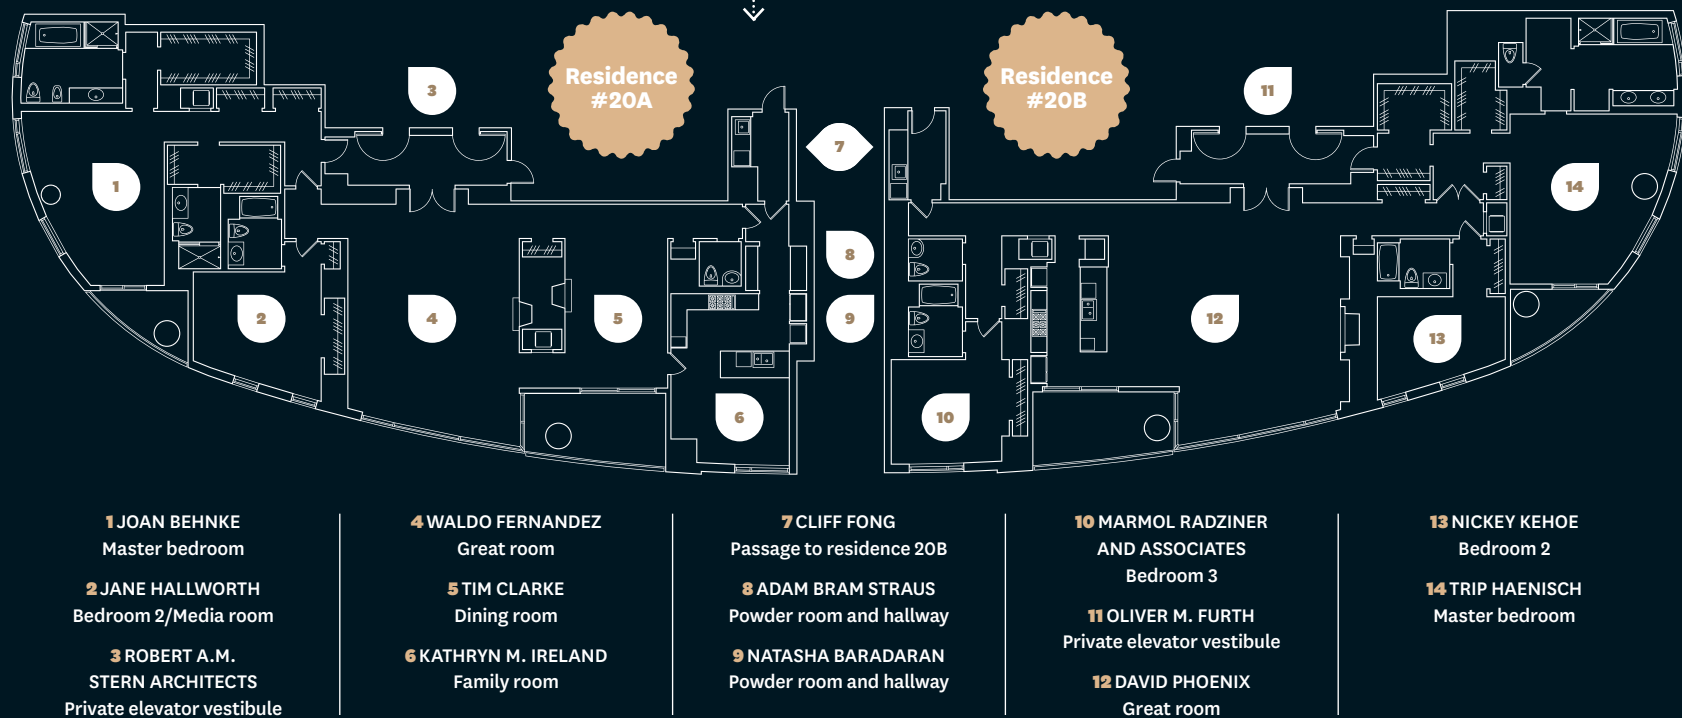 Residence
#20A
Residence
#20B
3
11
7
1
14
8
2
4
5
9
12
13
6
10
1 JOAN BEHNKE
Master bedroom
2 JANE HALLWORTH
Bedroom 2/Media room
3 ROBERT A.M.
STERN ARCHITECTS
Private elevator vestibule
4 WALDO FERNANDEZ
Great room
5 TIM CLARKE
Dining room
6 KATHRYN M. IRELAND
Family room
7 CLIFF FONG
Passage to residence 20B
8 ADAM BRAM STRAUS
Powder room and hallway
9 NATASHA BARADARAN
Powder room and hallway
10 MARMOL RADZINER
AND ASSOCIATES
Bedroom 3
11 OLIVER M. FURTH
Private elevator vestibule
12 DAVID PHOENIX
Great room
13 NICKEY KEHOE
Bedroom 2
14 TRIP HAENISCH
Master bedroom